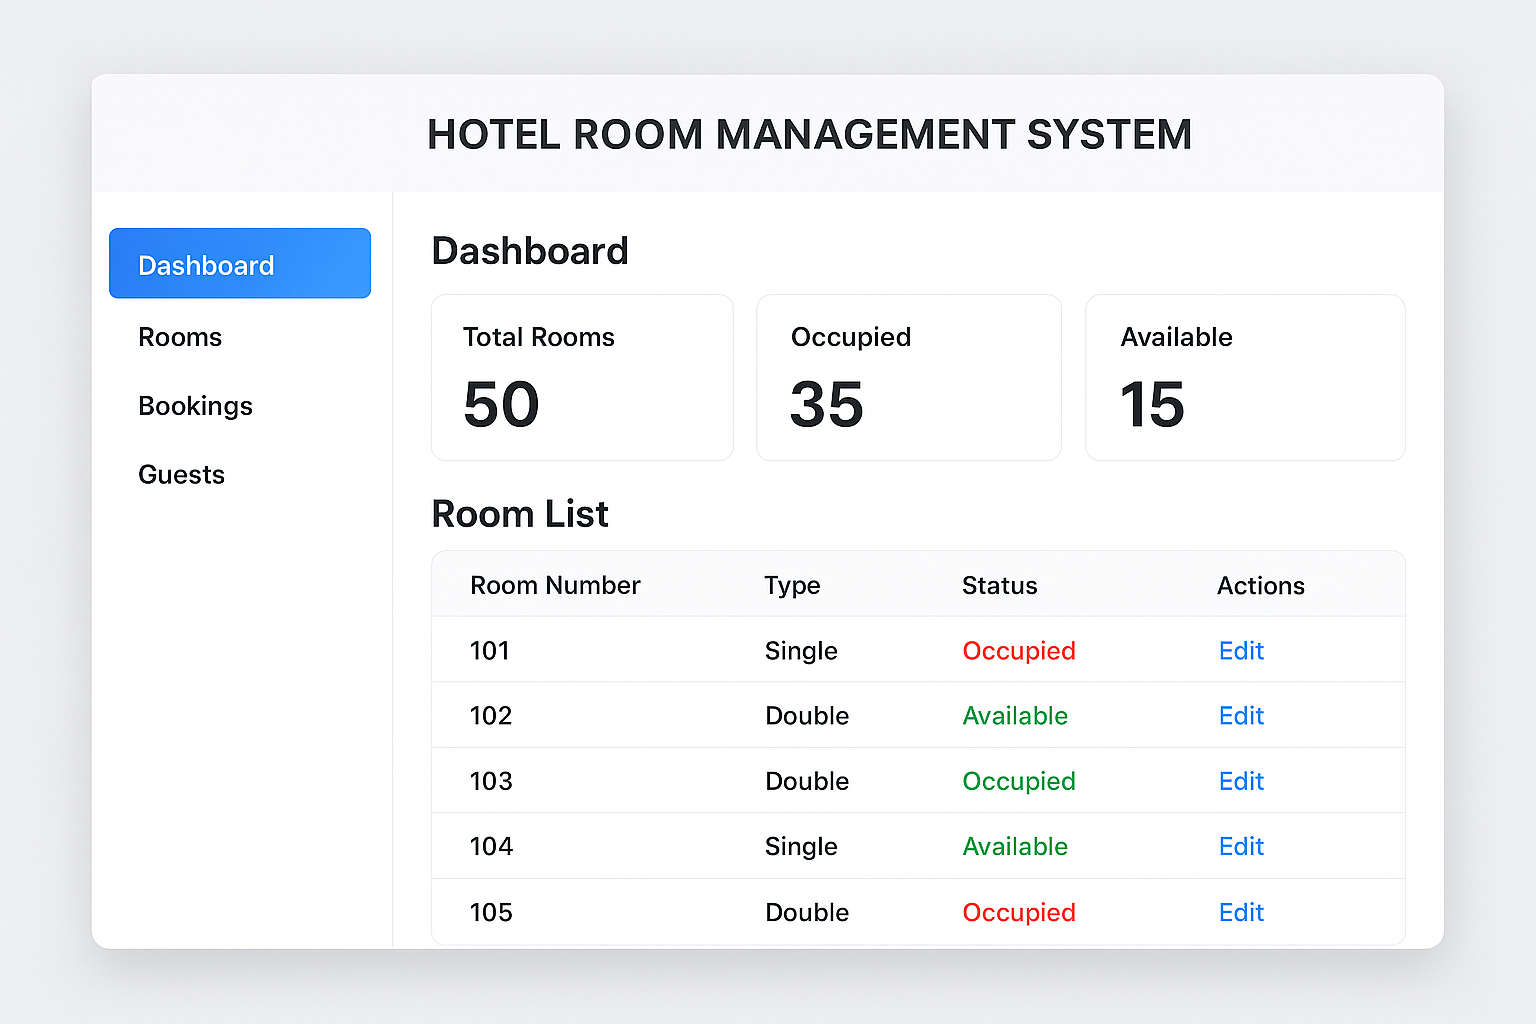 HOTEL ROOM MANAGEMENT SYSTEM
Dashboard
Rooms
Bookings
Guests
Dashboard
Total Rooms
50
Occupied
35
Available
15
Room List
Room Number Type Status Actions
101 Single Occupied Edit
102 Double Available Edit
103 Double Occupied Edit
104 Single Available Edit
105 Double Occupied Edit